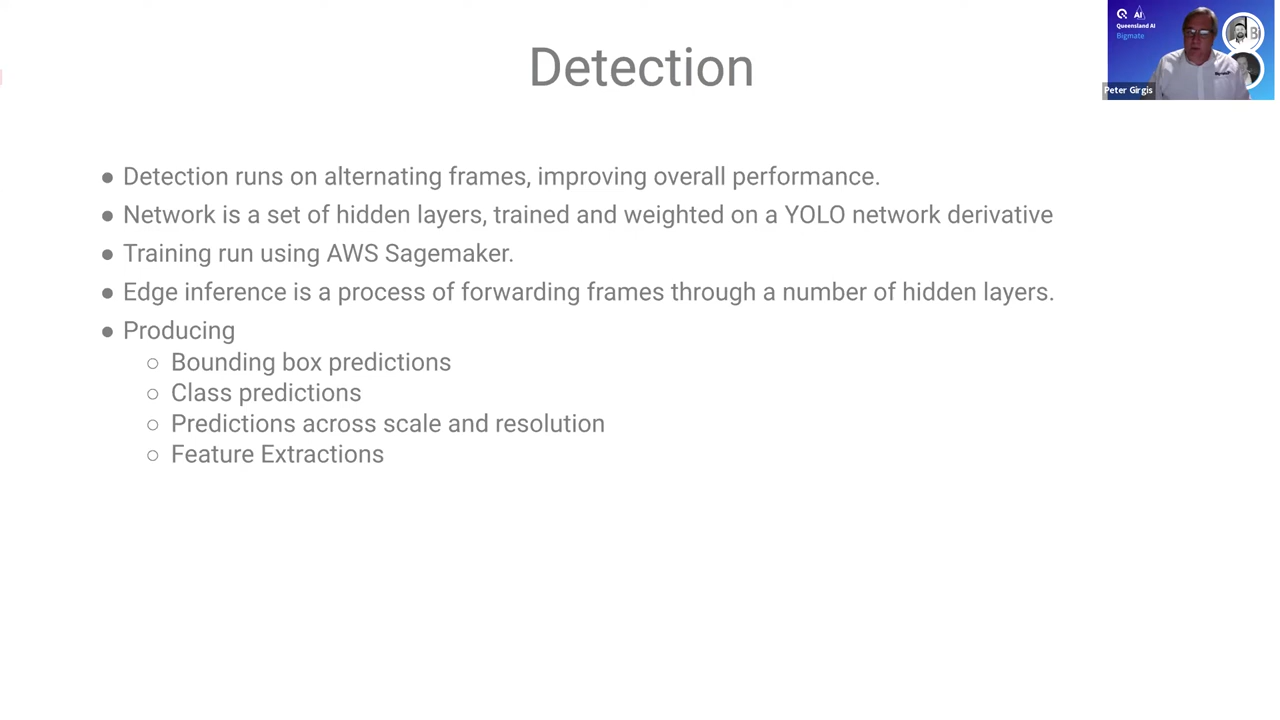 Detection
Queensland AI
Bigmate
Peter Girgis
● Detection runs on alternating frames, improving overall performance.
● Network is a set of hidden layers, trained and weighted on a YOLO network derivative
● Training run using AWS Sagemaker.
● Edge inference is a process of forwarding frames through a number of hidden layers.
● Producing
○ Bounding box predictions
○ Class predictions
○ Predictions across scale and resolution
○ Feature Extractions